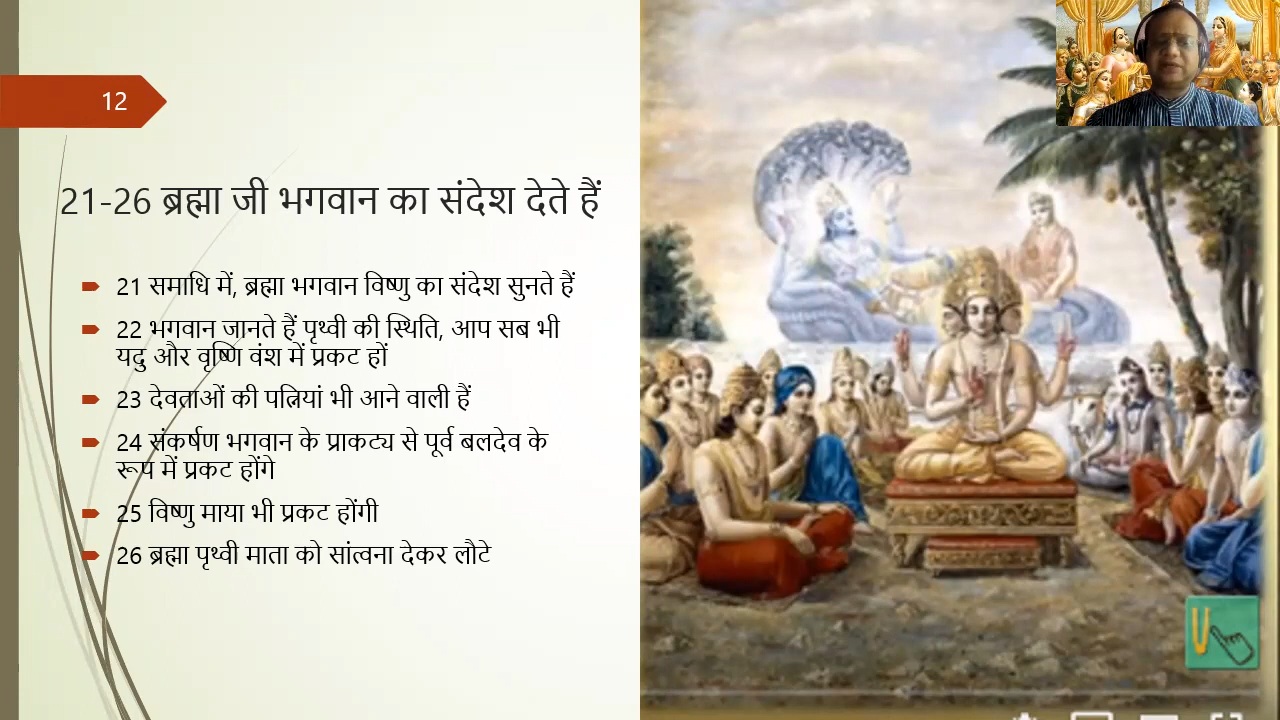 12
21-26 ब्रह्मा जी भगवान का संदेश देते हैं
21 समाधि में, ब्रह्मा भगवान विष्णु का संदेश सुनते हैं
22 भगवान जानते हैं पृथ्वी की स्थिति, आप सब भी
यदु और वृष्णि वंश में प्रकट हों
23 देवताओं की पत्नियां भी आने वाली हैं
24 संकर्षण भगवान के प्राकट्य से पूर्व बलदेव के
रूप में प्रकट होंगे
25 विष्णु माया भी प्रकट होंगी
26 ब्रह्मा पृथ्वी माता को सांत्वना देकर लौटे